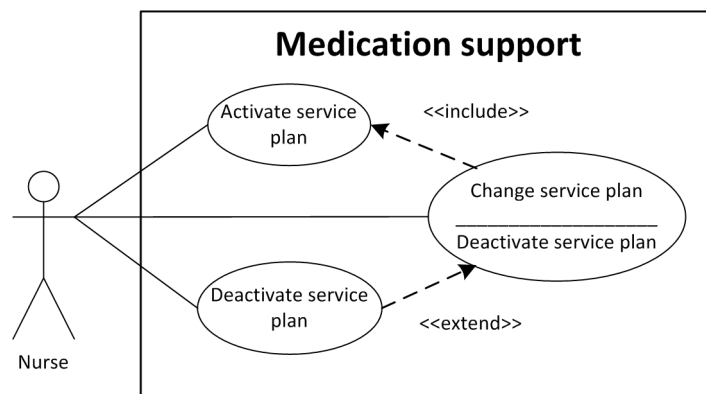 Medication support
Activate service
plan
<<include>>
Change service plan
Deactivate service plan
Deactivate service
plan
<<extend>>
Nurse